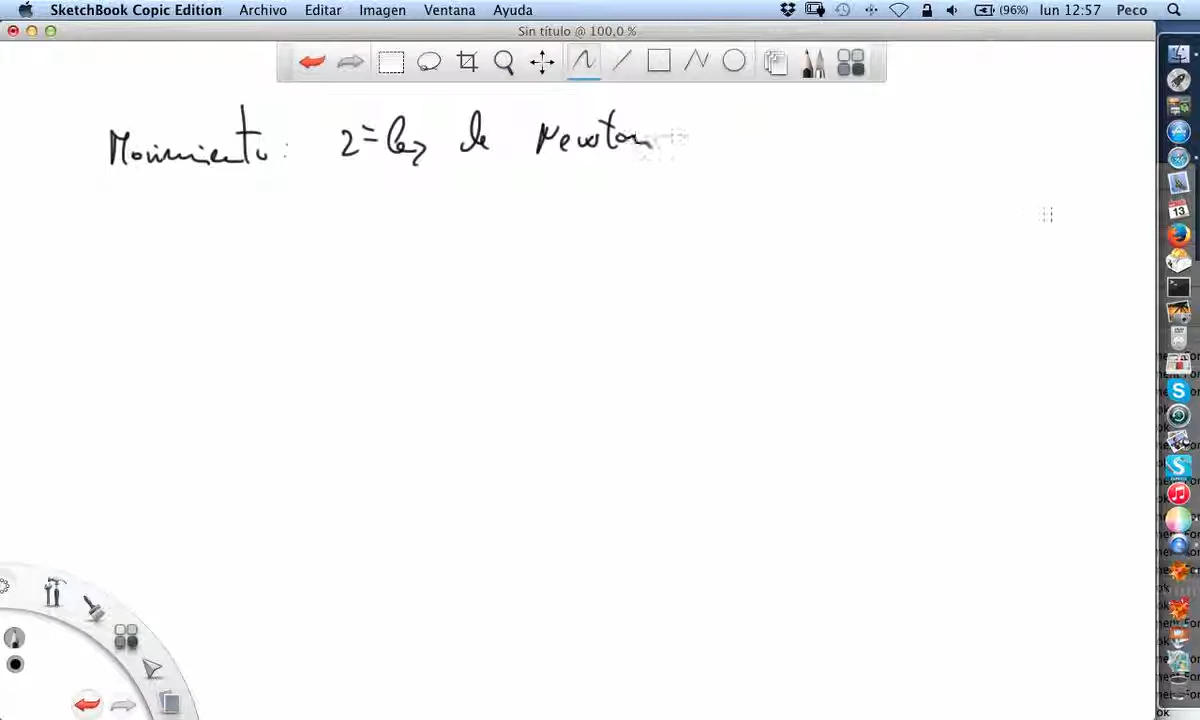 SketchBook Copic Edition Archivo Editar Imagen Ventana Ayuda (96%) lun 12:57 Peco
Sin título @ 100,0 %
Movimiento: 2ª ley de Newton
13